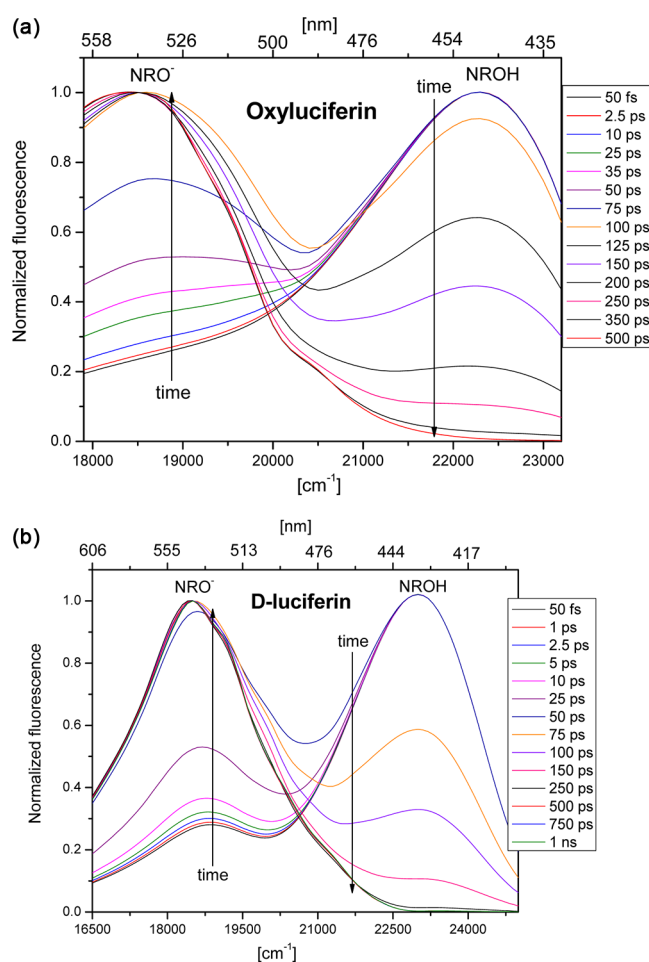 (a)
[nm]
558 526 500 476 454 435
NRO⁻
NROH
time
Oxyluciferin
1.0
0.8
0.6
0.4
0.2
0.0
Normalized fluorescence
time
18000 19000 20000 21000 22000 23000
[cm⁻¹]
50 fs
2.5 ps
10 ps
25 ps
35 ps
50 ps
75 ps
100 ps
125 ps
150 ps
200 ps
250 ps
350 ps
500 ps
(b)
[nm]
606 555 513 476 444 417
NRO⁻
NROH
D-luciferin
time
1.0
0.8
0.6
0.4
0.2
0.0
Normalized fluorescence
time
16500 18000 19500 21000 22500 24000
[cm⁻¹]
50 fs
1 ps
2.5 ps
5 ps
10 ps
25 ps
50 ps
75 ps
100 ps
150 ps
250 ps
500 ps
750 ps
1 ns